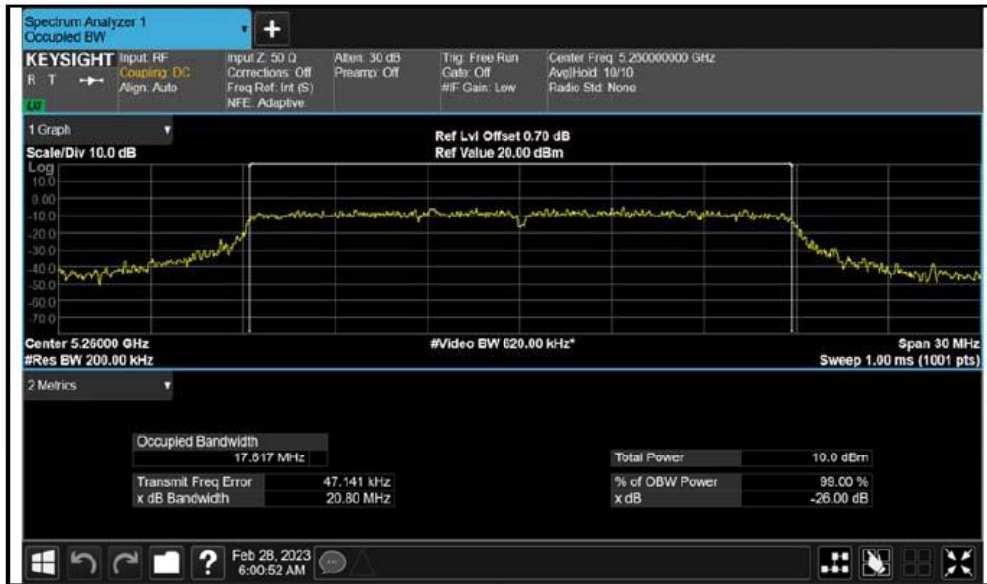 Spectrum Analyzer 1
Occupied BW
KEYSIGHT
R T
LXI
Input: RF
Coupling: DC
Align: Auto
Input Z: 50 Ω
Corrections: Off
Freq Ref: Int (S)
NFE: Adaptive
Atten: 30 dB
Preamp: Off
Trig: Free Run
Gate: Off
#IF Gain: Low
Center Freq: 5.260000000 GHz
Avg|Hold: 10/10
Radio Std: None
1 Graph
Scale/Div 10.0 dB
Ref Lvl Offset 0.70 dB
Ref Value 20.00 dBm
Log
10.0
0.00
-10.0
-20.0
-30.0
-40.0
-50.0
-60.0
-70.0
Center 5.26000 GHz
#Res BW 200.00 kHz
#Video BW 620.00 kHz*
Span 30 MHz
Sweep 1.00 ms (1001 pts)
2 Metrics
Occupied Bandwidth
17.617 MHz
Transmit Freq Error 47.141 kHz
x dB Bandwidth 20.80 MHz
Total Power 10.0 dBm
% of OBW Power 99.00 %
x dB -26.00 dB
?
Feb 28, 2023
6:00:52 AM